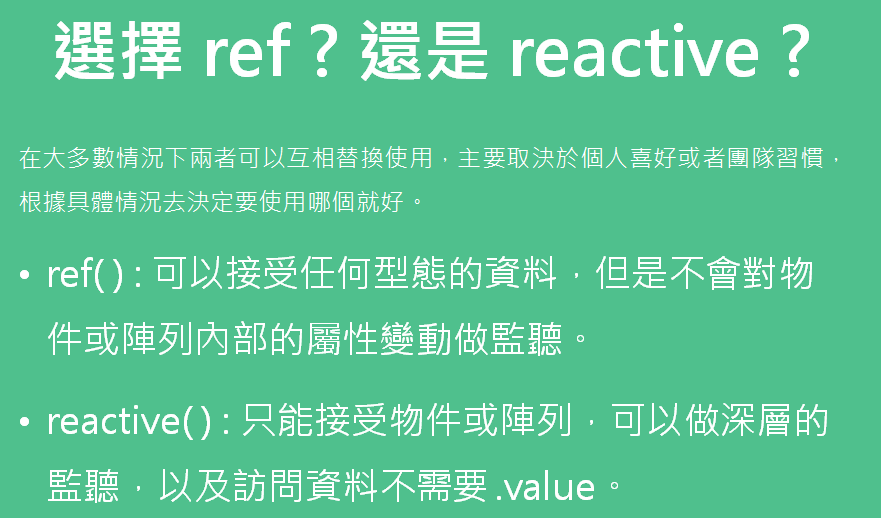 選擇 ref？還是 reactive？
在大多數情況下兩者可以互相替換使用，主要取決於個人喜好或者團隊習慣，
根據具體情況去決定要使用哪個就好。
• ref( ) : 可以接受任何型態的資料，但是不會對物
件或陣列內部的屬性變動做監聽。
• reactive( ) : 只能接受物件或陣列，可以做深層的
監聽，以及訪問資料不需要 .value。